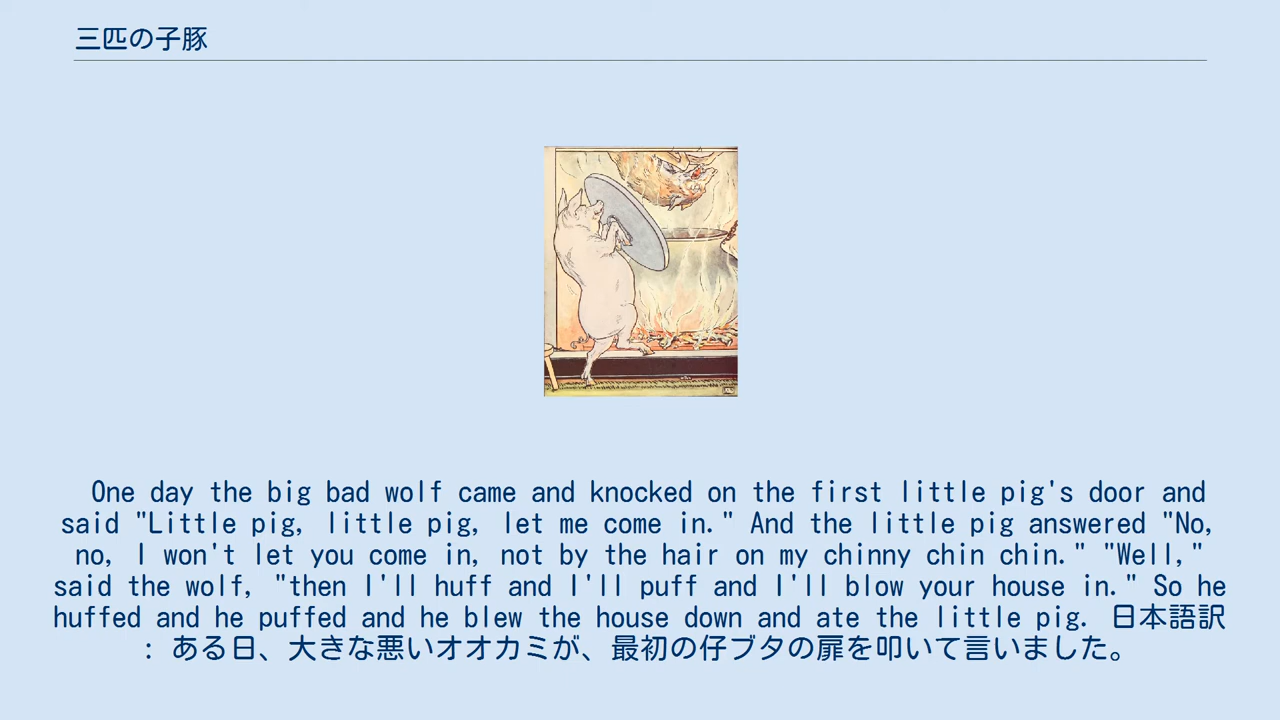 三匹の子豚
One day the big bad wolf came and knocked on the first little pig's door and
said "Little pig, little pig, let me come in." And the little pig answered "No,
no, I won't let you come in, not by the hair on my chinny chin chin." "Well,"
said the wolf, "then I'll huff and I'll puff and I'll blow your house in." So he
huffed and he puffed and he blew the house down and ate the little pig. 日本語訳
: ある日、大きな悪いオオカミが、最初の仔ブタの扉を叩いて言いました。